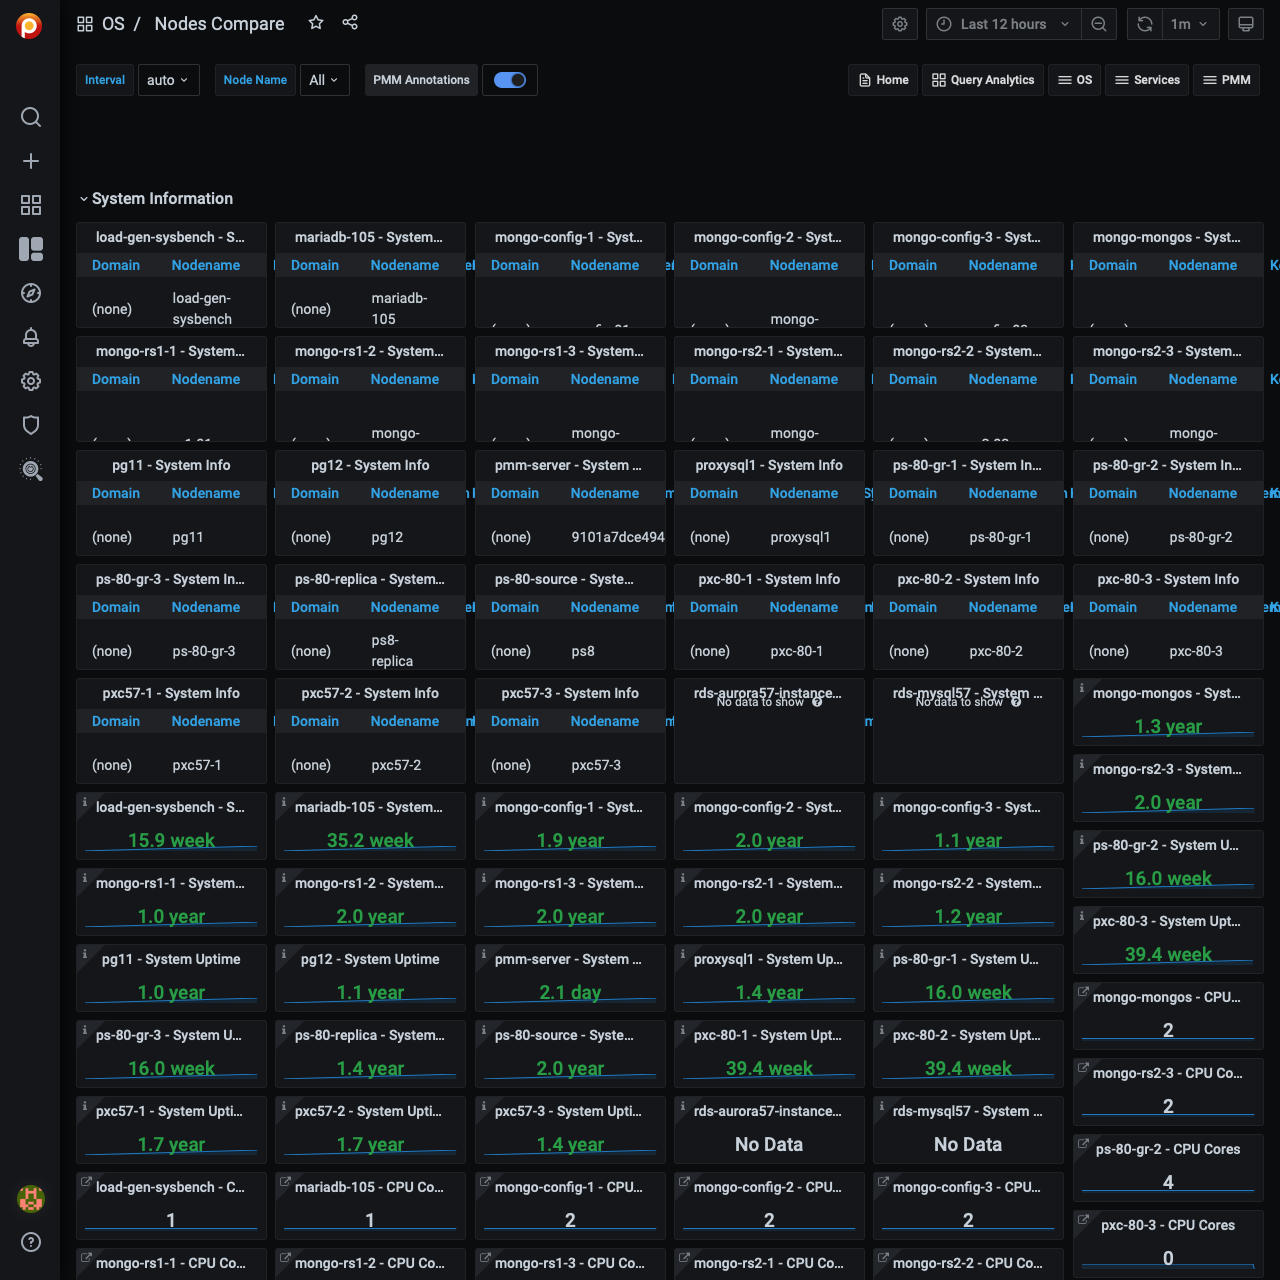 OS / Nodes Compare
Last 12 hours
1m
Interval
auto
Node Name
All
PMM Annotations
Home
Query Analytics
OS
Services
PMM
System Information
load-gen-sysbench - S...
mariadb-105 - System...
mongo-config-1 - Syst...
mongo-config-2 - Syst...
mongo-config-3 - Syst...
mongo-mongos - Syst...
Domain Nodename
Domain Nodename
Domain Nodename
Domain Nodename
Domain Nodename
Domain Nodename
(none) load-gen-
sysbench
(none) mariadb-
105
mongo-
mongo-rs1-1 - System...
mongo-rs1-2 - System...
mongo-rs1-3 - System...
mongo-rs2-1 - System...
mongo-rs2-2 - System...
mongo-rs2-3 - System...
Domain Nodename
Domain Nodename
Domain Nodename
Domain Nodename
Domain Nodename
Domain Nodename
mongo-
mongo-
mongo-
mongo-
pg11 - System Info
pg12 - System Info
pmm-server - System ...
proxysql1 - System Info
ps-80-gr-1 - System In...
ps-80-gr-2 - System In...
Domain Nodename
Domain Nodename
Domain Nodename
Domain Nodename
Domain Nodename
Domain Nodename
(none) pg11
(none) pg12
(none) 9101a7dce494
(none) proxysql1
(none) ps-80-gr-1
(none) ps-80-gr-2
ps-80-gr-3 - System In...
ps-80-replica - System...
ps-80-source - Syste...
pxc-80-1 - System Info
pxc-80-2 - System Info
pxc-80-3 - System Info
Domain Nodename
Domain Nodename
Domain Nodename
Domain Nodename
Domain Nodename
Domain Nodename
(none) ps-80-gr-3
(none) ps8-
replica
(none) ps8
(none) pxc-80-1
(none) pxc-80-2
(none) pxc-80-3
pxc57-1 - System Info
pxc57-2 - System Info
pxc57-3 - System Info
rds-aurora57-instance...
rds-mysql57 - System ...
mongo-mongos - Syst...
No data to show
No data to show
Domain Nodename
Domain Nodename
Domain Nodename
1.3 year
(none) pxc57-1
(none) pxc57-2
(none) pxc57-3
mongo-rs2-3 - System...
2.0 year
load-gen-sysbench - S...
mariadb-105 - System...
mongo-config-1 - Syst...
mongo-config-2 - Syst...
mongo-config-3 - Syst...
15.9 week
35.2 week
1.9 year
2.0 year
1.1 year
ps-80-gr-2 - System U...
16.0 week
mongo-rs1-1 - System...
mongo-rs1-2 - System...
mongo-rs1-3 - System...
mongo-rs2-1 - System...
mongo-rs2-2 - System...
1.0 year
2.0 year
2.0 year
2.0 year
1.2 year
pxc-80-3 - System Upt...
39.4 week
pg11 - System Uptime
pg12 - System Uptime
pmm-server - System ...
proxysql1 - System Up...
ps-80-gr-1 - System U...
1.0 year
1.1 year
2.1 day
1.4 year
16.0 week
mongo-mongos - CPU...
2
ps-80-gr-3 - System U...
ps-80-replica - System...
ps-80-source - Syste...
pxc-80-1 - System Upt...
pxc-80-2 - System Upt...
16.0 week
1.4 year
2.0 year
39.4 week
39.4 week
mongo-rs2-3 - CPU Co...
2
pxc57-1 - System Upti...
pxc57-2 - System Upti...
pxc57-3 - System Upti...
rds-aurora57-instance...
rds-mysql57 - System ...
1.7 year
1.7 year
1.4 year
No Data
No Data
ps-80-gr-2 - CPU Cores
4
load-gen-sysbench - C...
mariadb-105 - CPU Co...
mongo-config-1 - CPU...
mongo-config-2 - CPU...
mongo-config-3 - CPU...
1
1
2
2
2
pxc-80-3 - CPU Cores
0
mongo-rs1-1 - CPU Co...
mongo-rs1-2 - CPU Co...
mongo-rs1-3 - CPU Co...
mongo-rs2-1 - CPU Co...
mongo-rs2-2 - CPU Co...